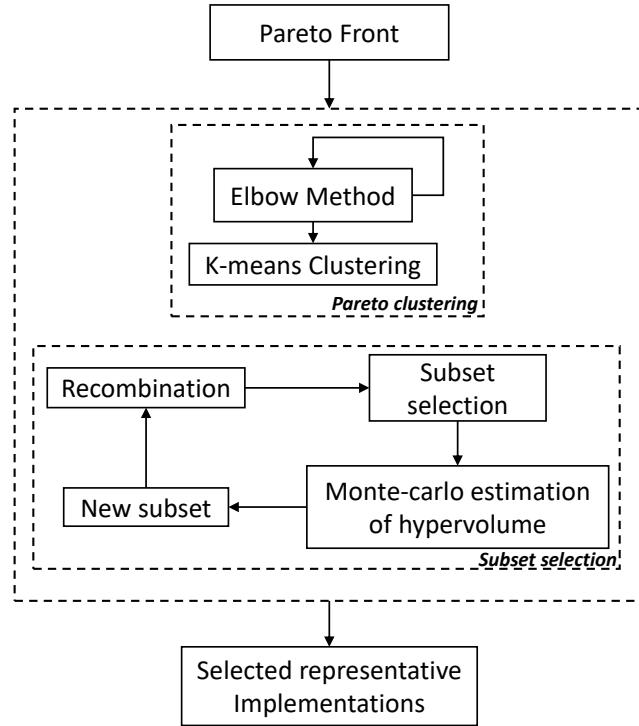 Pareto Front
Elbow Method
K-means Clustering
Pareto clustering
Recombination
Subset
selection
New subset
Monte-carlo estimation
of hypervolume
Subset selection
Selected representative
Implementations